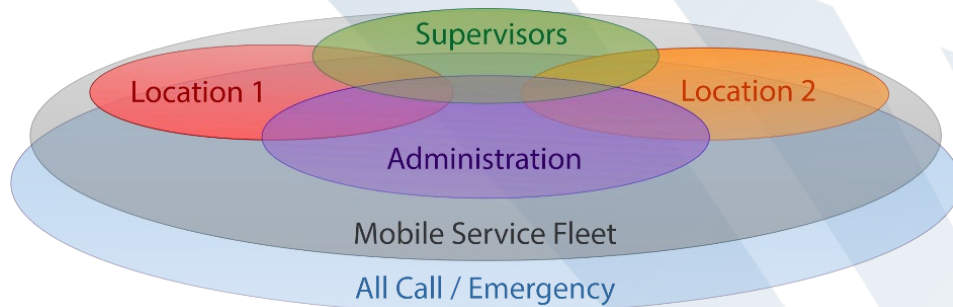 Supervisors
Location 1
Location 2
Administration
Mobile Service Fleet
All Call / Emergency